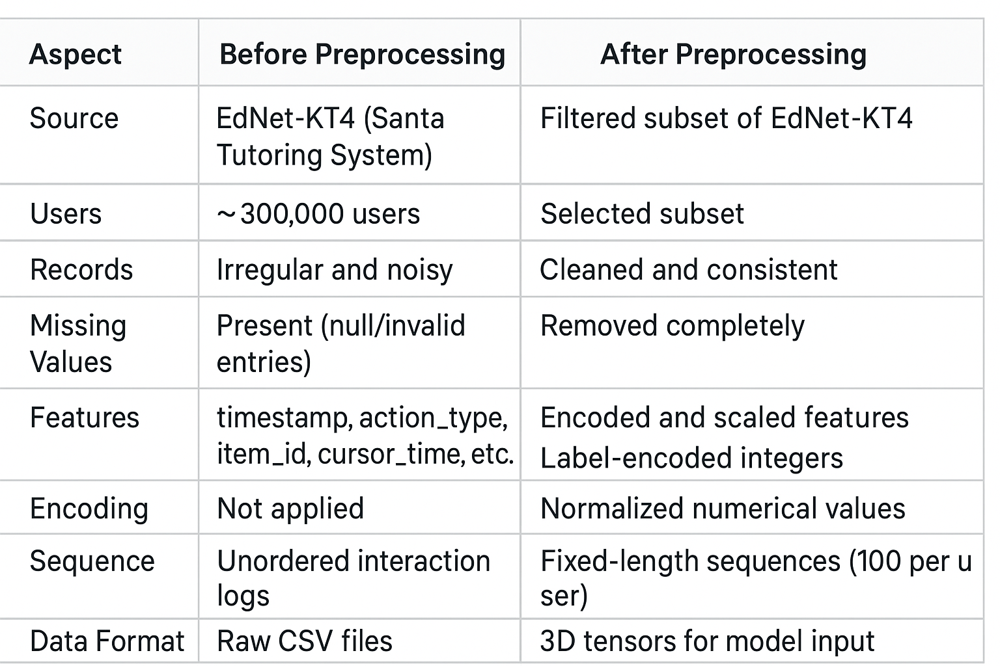 Aspect
Before Preprocessing
After Preprocessing
Source
EdNet-KT4 (Santa
Tutoring System)
Filtered subset of EdNet-KT4
Users
~300,000 users
Selected subset
Records
Irregular and noisy
Cleaned and consistent
Missing
Values
Present (null/invalid
entries)
Removed completely
Features
timestamp, action_type,
item_id, cursor_time, etc.
Encoded and scaled features
Label-encoded integers
Encoding
Not applied
Normalized numerical values
Sequence
Unordered interaction
logs
Fixed-length sequences (100 per u
ser)
Data Format
Raw CSV files
3D tensors for model input